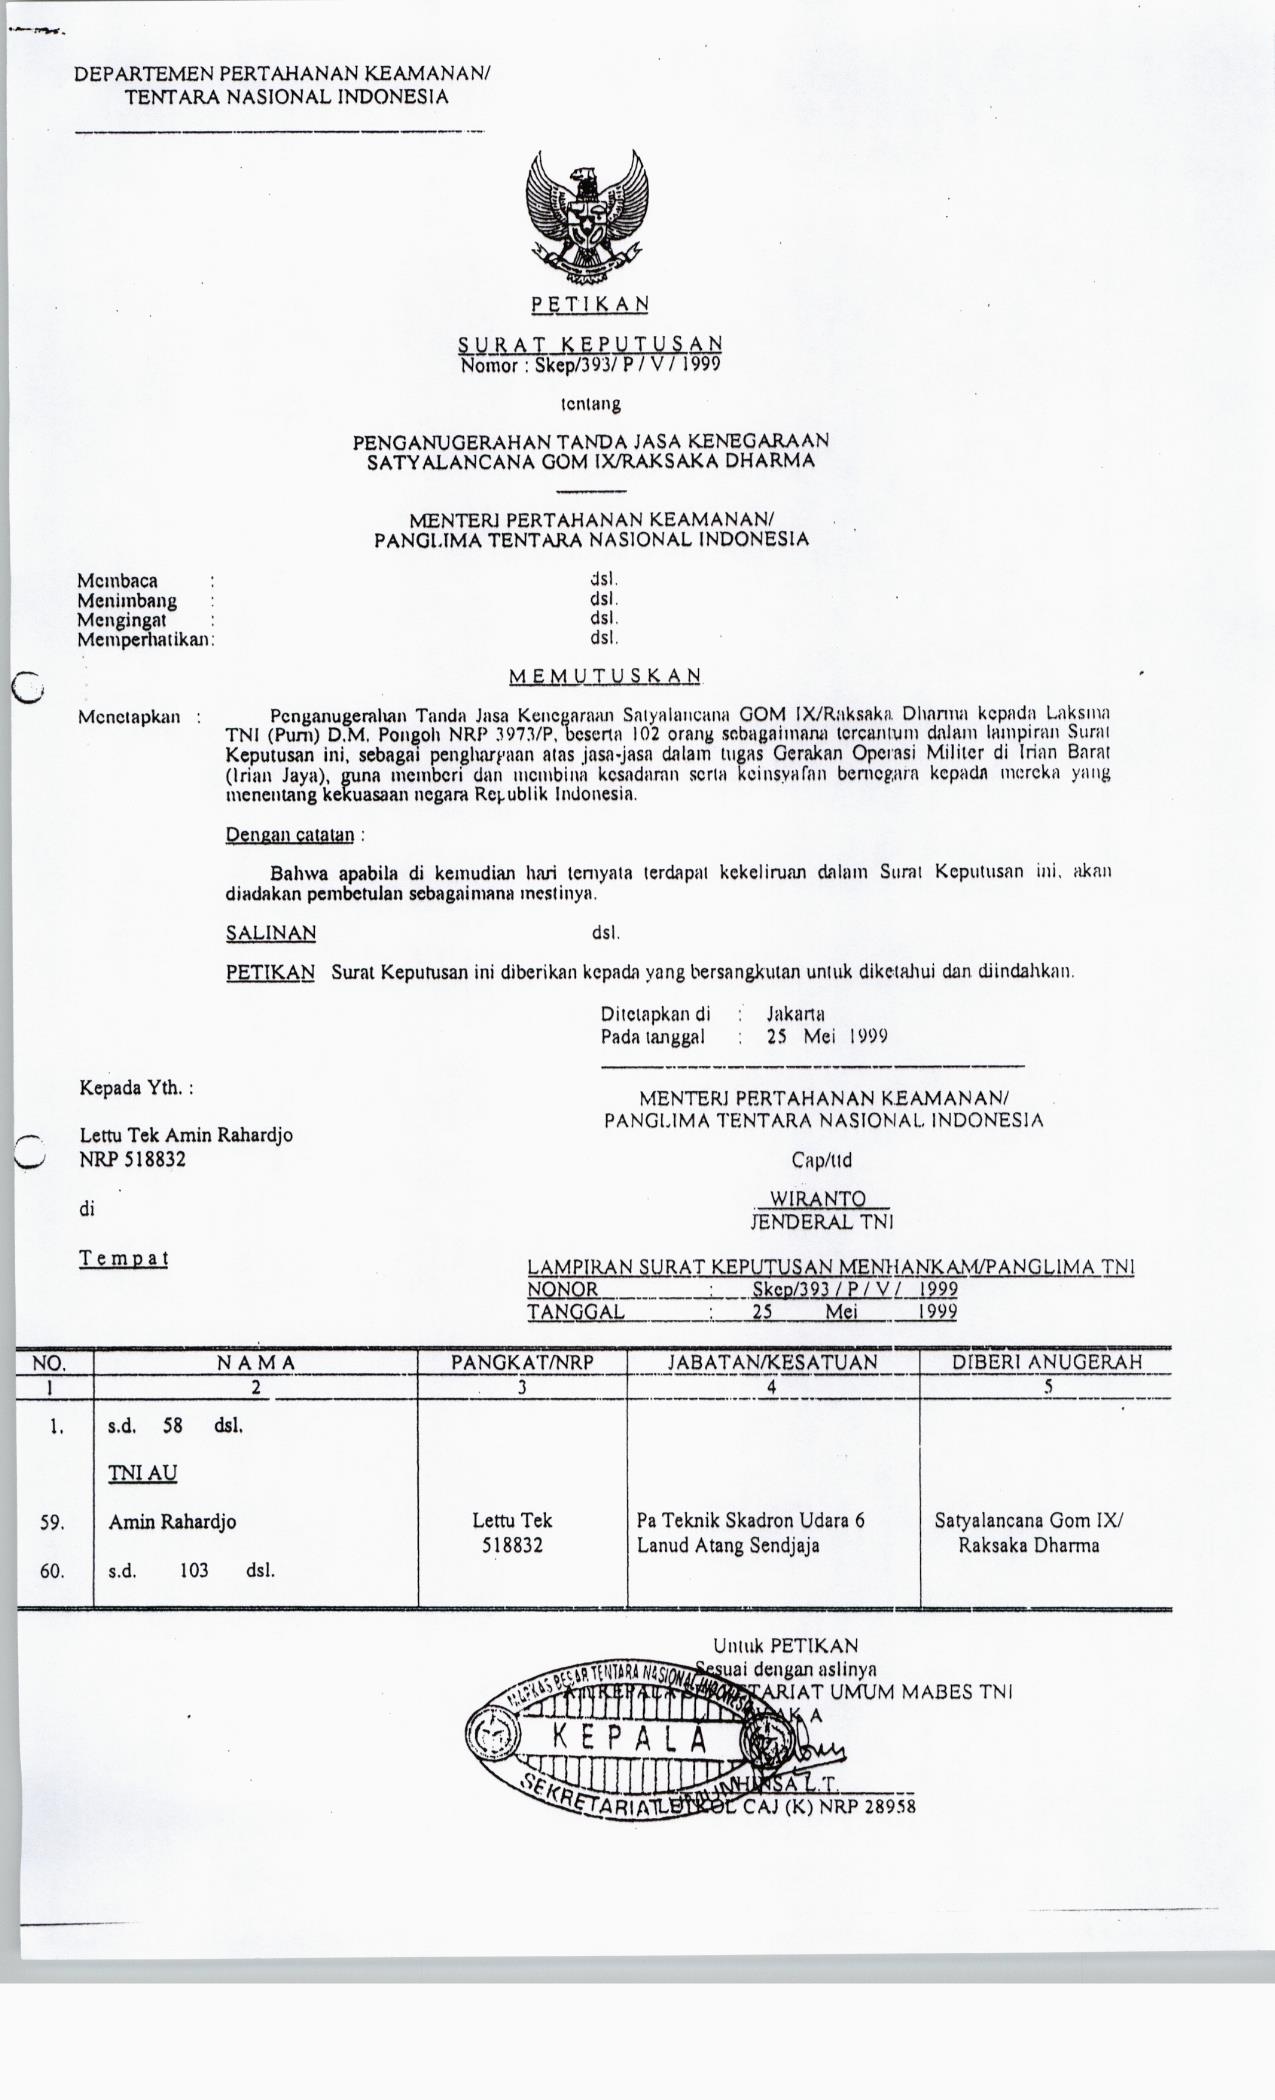 DEPARTEMEN PERTAHANAN KEAMANAN/
TENTARA NASIONAL INDONESIA
PETIKAN
SURAT KEPUTUSAN
Nomor : Skep/393/ P / V / 1999
tentang
PENGANUGERAHAN TANDA JASA KENEGARAAN
SATYALANCANA GOM IX/RAKSAKA DHARMA
MENTERI PERTAHANAN KEAMANAN/
PANGLIMA TENTARA NASIONAL INDONESIA
Membaca : dsl.
Menimbang : dsl.
Mengingat : dsl.
Memperhatikan: dsl.
MEMUTUSKAN
Menetapkan : Penganugerahan Tanda Jasa Kenegaraan Satyalancana GOM IX/Raksaka Dharma kepada Laksma
TNI (Purn) D.M. Pongoh NRP 3973/P, beserta 102 orang sebagaimana tercantum dalam lampiran Surat
Keputusan ini, sebagai penghargaan atas jasa-jasa dalam tugas Gerakan Operasi Militer di Irian Barat
(Irian Jaya), guna memberi dan membina kesadaran serta keinsyafan bernegara kepada mereka yang
menentang kekuasaan negara Republik Indonesia.
Dengan catatan :
Bahwa apabila di kemudian hari ternyata terdapat kekeliruan dalam Surat Keputusan ini, akan
diadakan pembetulan sebagaimana mestinya.
SALINAN dsl.
PETIKAN Surat Keputusan ini diberikan kepada yang bersangkutan untuk diketahui dan diindahkan.
Ditetapkan di : Jakarta
Pada tanggal : 25 Mei 1999
Kepada Yth. :
MENTERI PERTAHANAN KEAMANAN/
PANGLIMA TENTARA NASIONAL INDONESIA
Lettu Tek Amin Rahardjo
NRP 518832
Cap/ttd
di
WIRANTO
JENDERAL TNI
Tempat
LAMPIRAN SURAT KEPUTUSAN MENHANKAM/PANGLIMA TNI
NONOR : Skep/393 / P / V / 1999
TANGGAL : 25 Mei 1999
NO. NAMA PANGKAT/NRP JABATAN/KESATUAN DIBERI ANUGERAH
1 2 3 4 5
1. s.d. 58 dsl.
TNI AU
59. Amin Rahardjo Lettu Tek Pa Teknik Skadron Udara 6 Satyalancana Gom IX/
518832 Lanud Atang Sendjaja Raksaka Dharma
60. s.d. 103 dsl.
Untuk PETIKAN
Sesuai dengan aslinya
TARIAT UMUM MABES TNI
A
MARKAS BESAR TENTARA NASIONAL INDONESIA
KEPALA
SEKRETARIAT UMUM
L.T.
LETKOL CAJ (K) NRP 28958